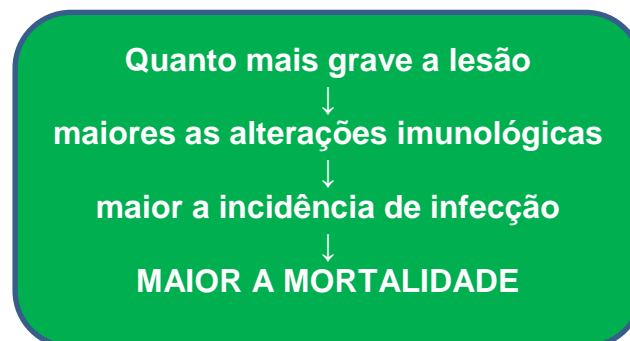 Quanto mais grave a lesão
↓
maiores as alterações imunológicas
↓
maior a incidência de infecção
↓
MAIOR A MORTALIDADE